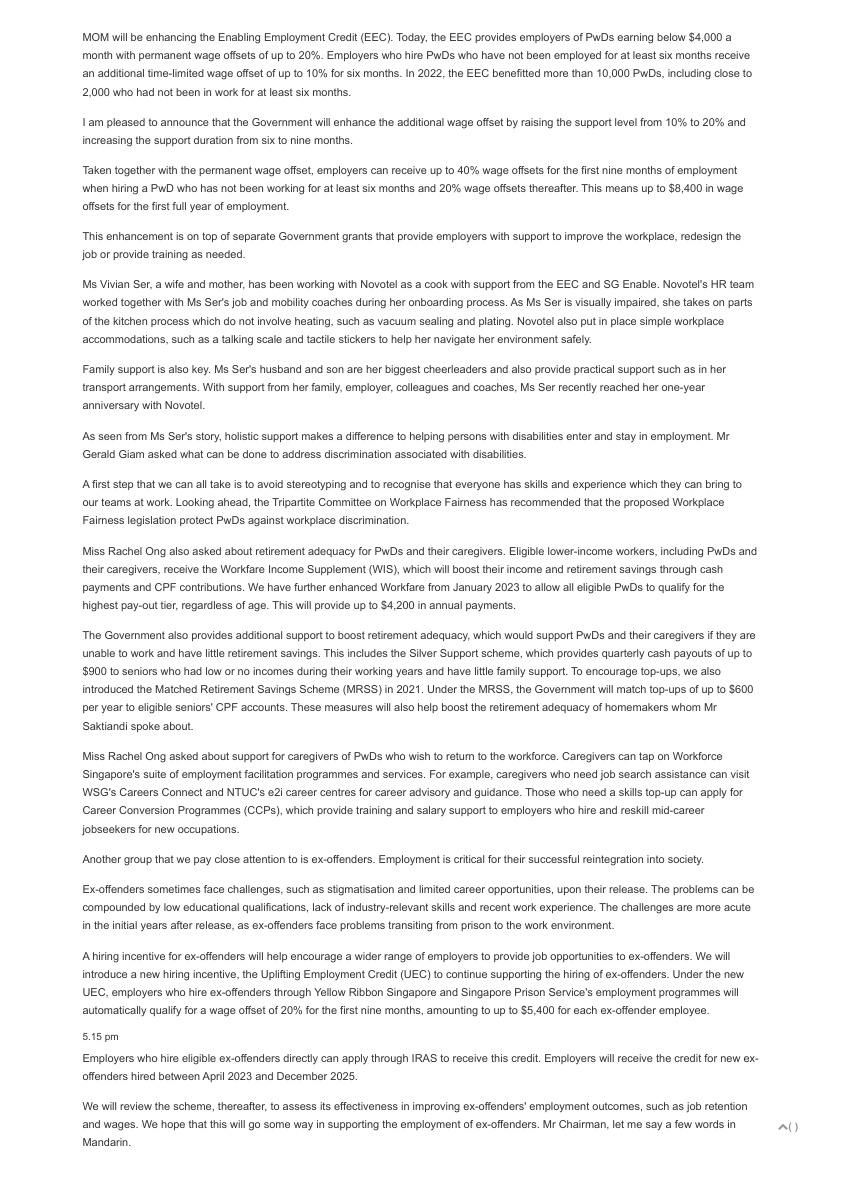 MOM will be enhancing the Enabling Employment Credit (EEC). Today, the EEC provides employers of PwDs earning below $4,000 a
month with permanent wage offsets of up to 20%. Employers who hire PwDs who have not been employed for at least six months receive
an additional time-limited wage offset of up to 10% for six months. In 2022, the EEC benefitted more than 10,000 PwDs, including close to
2,000 who had not been in work for at least six months.
I am pleased to announce that the Government will enhance the additional wage offset by raising the support level from 10% to 20% and
increasing the support duration from six to nine months.
Taken together with the permanent wage offset, employers can receive up to 40% wage offsets for the first nine months of employment
when hiring a PwD who has not been working for at least six months and 20% wage offsets thereafter. This means up to $8,400 in wage
offsets for the first full year of employment.
This enhancement is on top of separate Government grants that provide employers with support to improve the workplace, redesign the
job or provide training as needed.
Ms Vivian Ser, a wife and mother, has been working with Novotel as a cook with support from the EEC and SG Enable. Novotel's HR team
worked together with Ms Ser's job and mobility coaches during her onboarding process. As Ms Ser is visually impaired, she takes on parts
of the kitchen process which do not involve heating, such as vacuum sealing and plating. Novotel also put in place simple workplace
accommodations, such as a talking scale and tactile stickers to help her navigate her environment safely.
Family support is also key. Ms Ser's husband and son are her biggest cheerleaders and also provide practical support such as in her
transport arrangements. With support from her family, employer, colleagues and coaches, Ms Ser recently reached her one-year
anniversary with Novotel.
As seen from Ms Ser's story, holistic support makes a difference to helping persons with disabilities enter and stay in employment. Mr
Gerald Giam asked what can be done to address discrimination associated with disabilities.
A first step that we can all take is to avoid stereotyping and to recognise that everyone has skills and experience which they can bring to
our teams at work. Looking ahead, the Tripartite Committee on Workplace Fairness has recommended that the proposed Workplace
Fairness legislation protect PwDs against workplace discrimination.
Miss Rachel Ong also asked about retirement adequacy for PwDs and their caregivers. Eligible lower-income workers, including PwDs and
their caregivers, receive the Workfare Income Supplement (WIS), which will boost their income and retirement savings through cash
payments and CPF contributions. We have further enhanced Workfare from January 2023 to allow all eligible PwDs to qualify for the
highest pay-out tier, regardless of age. This will provide up to $4,200 in annual payments.
The Government also provides additional support to boost retirement adequacy, which would support PwDs and their caregivers if they are
unable to work and have little retirement savings. This includes the Silver Support scheme, which provides quarterly cash payouts of up to
$900 to seniors who had low or no incomes during their working years and have little family support. To encourage top-ups, we also
introduced the Matched Retirement Savings Scheme (MRSS) in 2021. Under the MRSS, the Government will match top-ups of up to $600
per year to eligible seniors' CPF accounts. These measures will also help boost the retirement adequacy of homemakers whom Mr
Saktiandi spoke about.
Miss Rachel Ong asked about support for caregivers of PwDs who wish to return to the workforce. Caregivers can tap on Workforce
Singapore's suite of employment facilitation programmes and services. For example, caregivers who need job search assistance can visit
WSG's Careers Connect and NTUC's e2i career centres for career advisory and guidance. Those who need a skills top-up can apply for
Career Conversion Programmes (CCPs), which provide training and salary support to employers who hire and reskill mid-career
jobseekers for new occupations.
Another group that we pay close attention to is ex-offenders. Employment is critical for their successful reintegration into society.
Ex-offenders sometimes face challenges, such as stigmatisation and limited career opportunities, upon their release. The problems can be
compounded by low educational qualifications, lack of industry-relevant skills and recent work experience. The challenges are more acute
in the initial years after release, as ex-offenders face problems transiting from prison to the work environment.
A hiring incentive for ex-offenders will help encourage a wider range of employers to provide job opportunities to ex-offenders. We will
introduce a new hiring incentive, the Uplifting Employment Credit (UEC) to continue supporting the hiring of ex-offenders. Under the new
UEC, employers who hire ex-offenders through Yellow Ribbon Singapore and Singapore Prison Service's employment programmes will
automatically qualify for a wage offset of 20% for the first nine months, amounting to up to $5,400 for each ex-offender employee.
5.15 pm
Employers who hire eligible ex-offenders directly can apply through IRAS to receive this credit. Employers will receive the credit for new ex-
offenders hired between April 2023 and December 2025.
We will review the scheme, thereafter, to assess its effectiveness in improving ex-offenders' employment outcomes, such as job retention
and wages. We hope that this will go some way in supporting the employment of ex-offenders. Mr Chairman, let me say a few words in
Mandarin.
( )